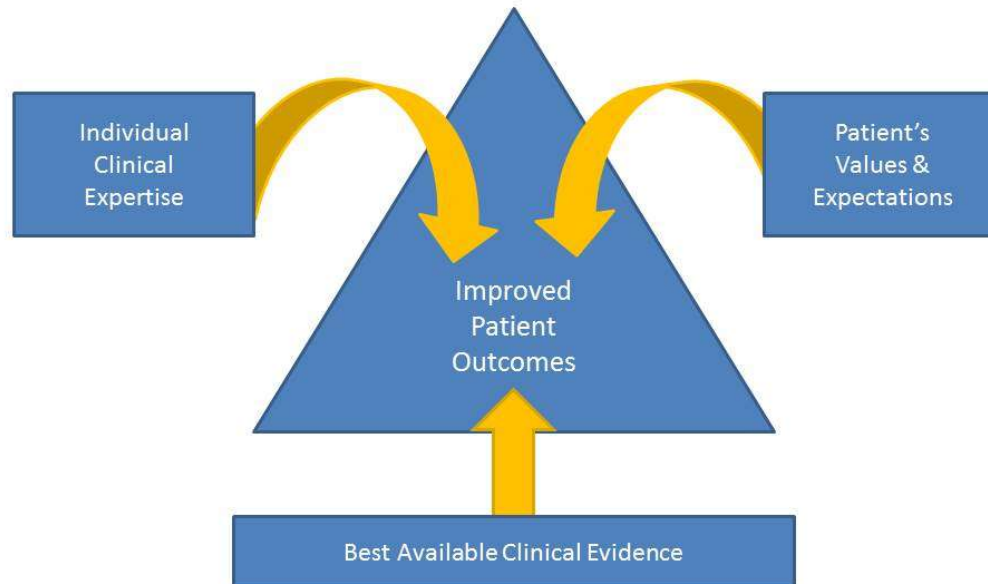 Individual
Clinical
Expertise
Patient’s
Values &
Expectations
Improved
Patient
Outcomes
Best Available Clinical Evidence